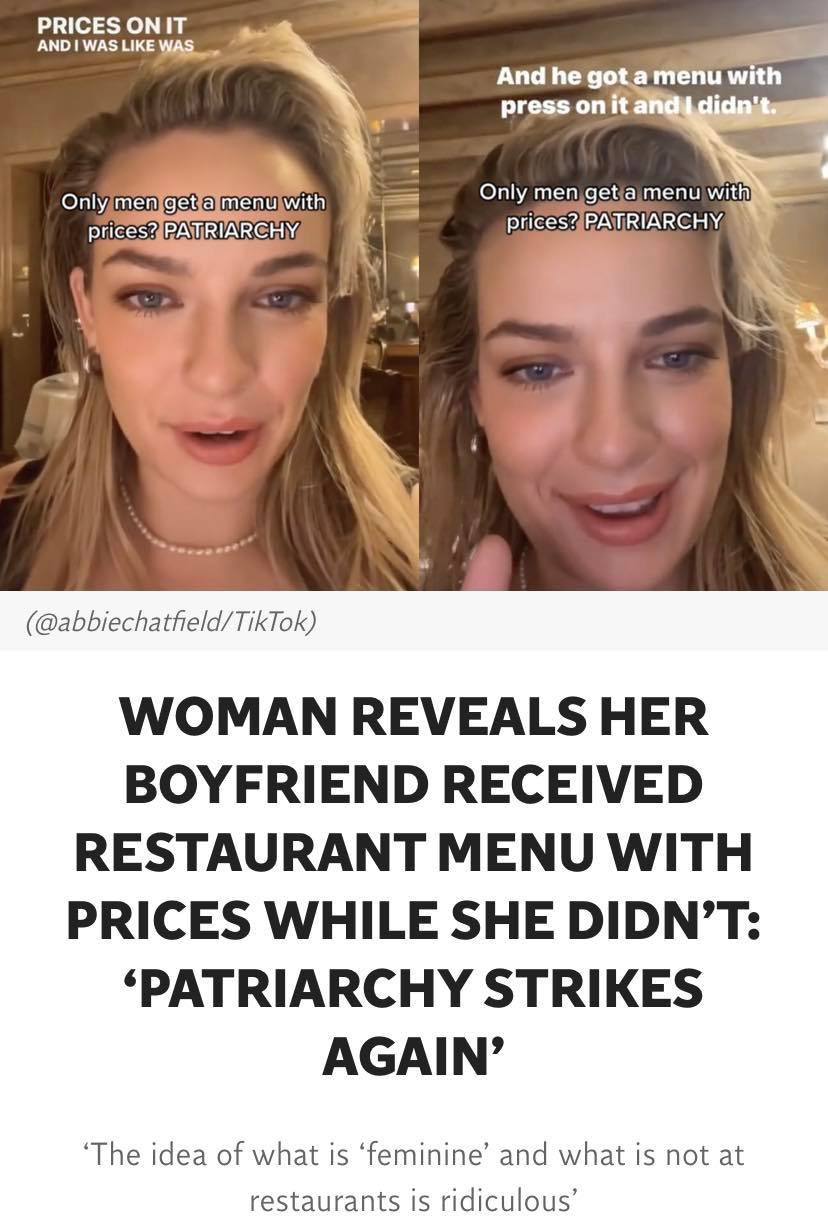 PRICES ON IT
AND I WAS LIKE WAS
Only men get a menu with
prices? PATRIARCHY
And he got a menu with
press on it and I didn't.
Only men get a menu with
prices? PATRIARCHY
(@abbiechatfield/TikTok)
WOMAN REVEALS HER
BOYFRIEND RECEIVED
RESTAURANT MENU WITH
PRICES WHILE SHE DIDN’T:
‘PATRIARCHY STRIKES
AGAIN’
‘The idea of what is ‘feminine’ and what is not at
restaurants is ridiculous’